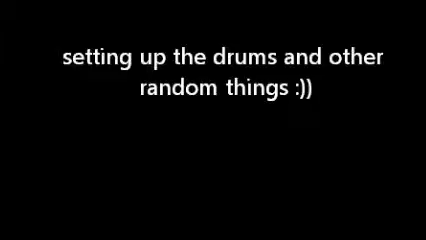 setting up the drums and other
random things :))